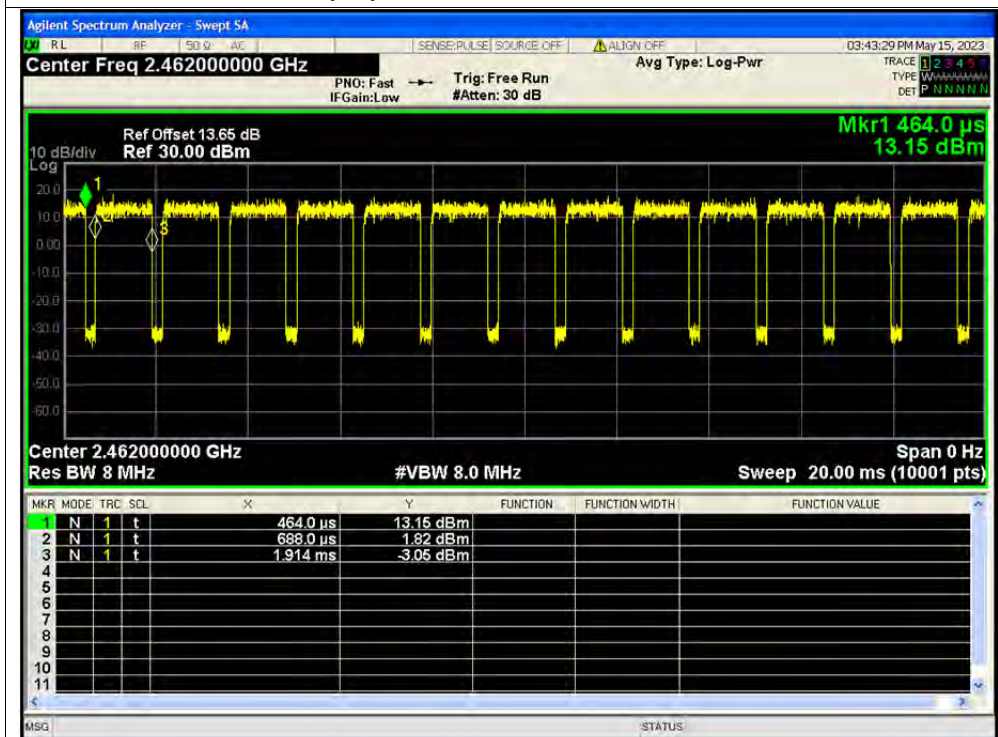 Agilent Spectrum Analyzer - Swept SA
RL RF 50 Ω AC SENSE:PULSE SOURCE OFF ALIGN OFF 03:43:29 PM May 15, 2023
Center Freq 2.462000000 GHz Avg Type: Log-Pwr TRACE 1 2 3 4 5 6
PNO: Fast Trig: Free Run TYPE W
IFGain:Low #Atten: 30 dB DET P N N N N N
Mkr1 464.0 µs
Ref Offset 13.65 dB
10 dB/div Ref 30.00 dBm 13.15 dBm
Log
20.0
1
10.0
2
3
0.00
-10.0
-20.0
-30.0
-40.0
-50.0
-60.0
Center 2.462000000 GHz Span 0 Hz
Res BW 8 MHz #VBW 8.0 MHz Sweep 20.00 ms (10001 pts)
MKR MODE TRC SCL X Y FUNCTION FUNCTION WIDTH FUNCTION VALUE
1 N 1 t 464.0 µs 13.15 dBm
2 N 1 t 688.0 µs 1.82 dBm
3 N 1 t 1.914 ms -3.05 dBm
4
5
6
7
8
9
10
11
MSG STATUS